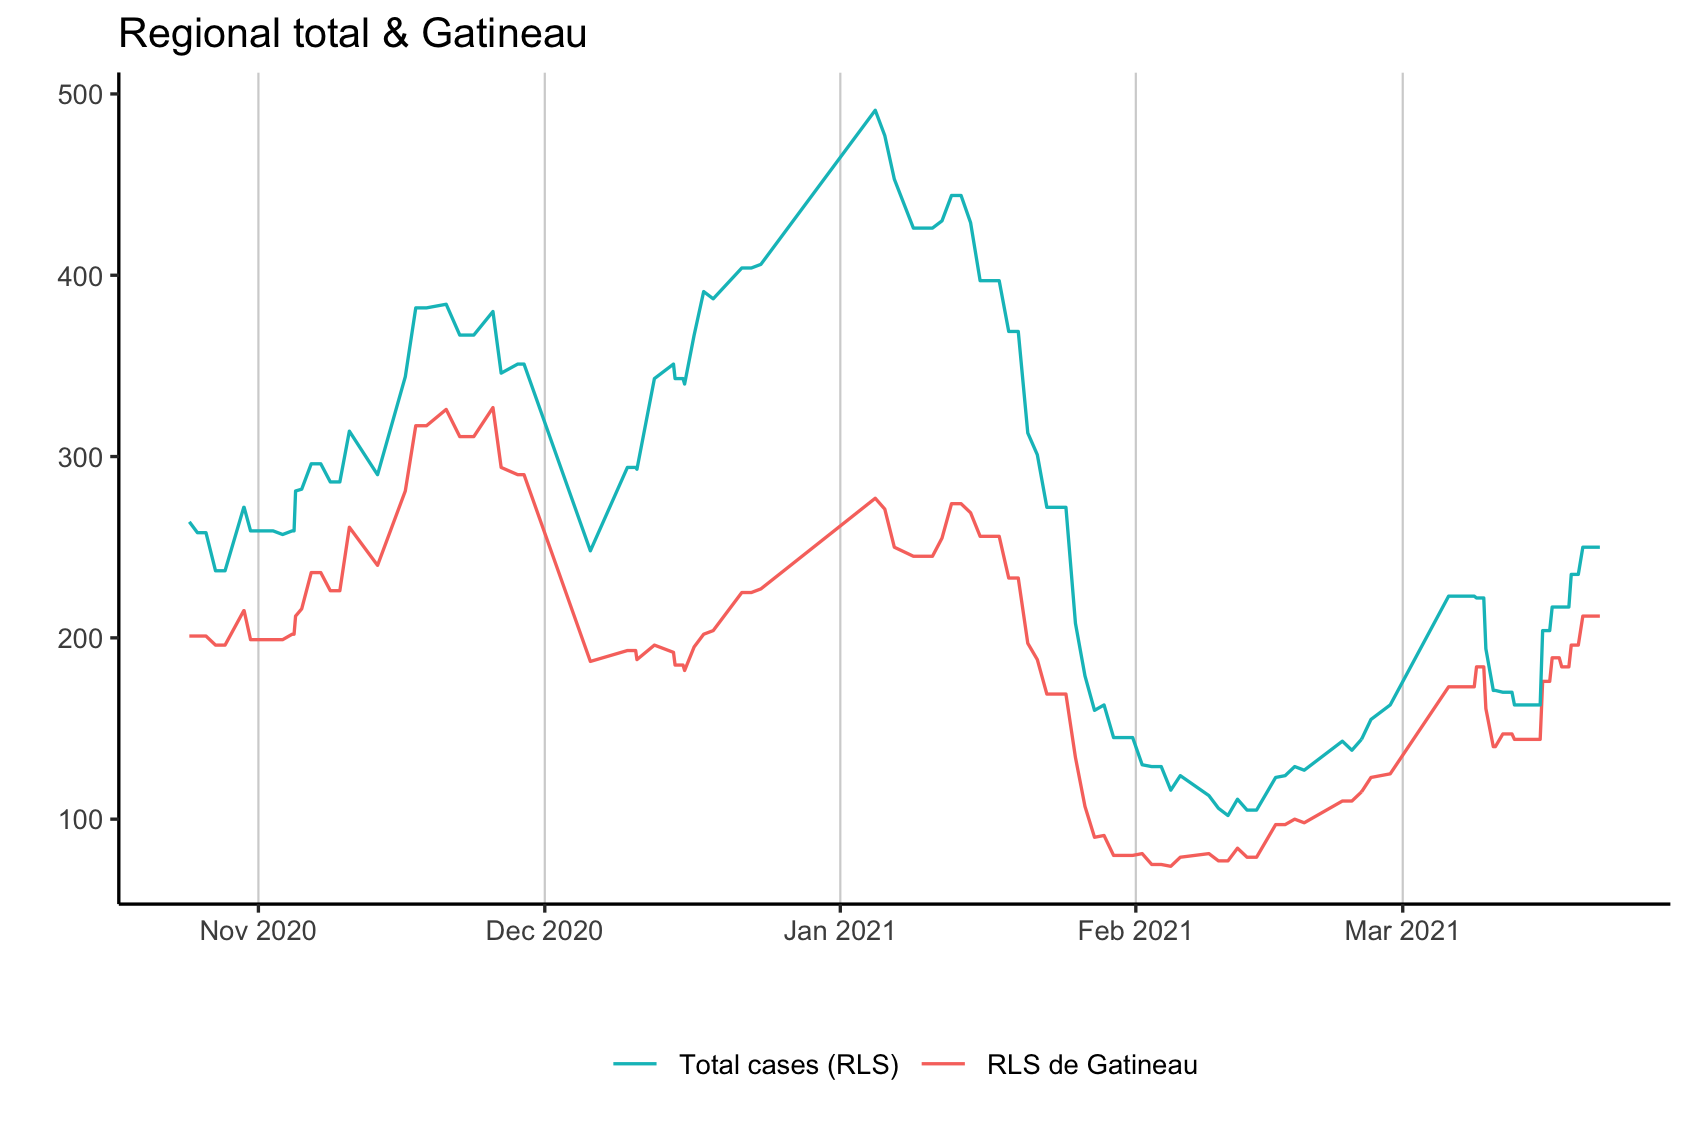 Regional total & Gatineau
500
400
300
200
100
Nov 2020 Dec 2020 Jan 2021 Feb 2021 Mar 2021
Total cases (RLS) RLS de Gatineau